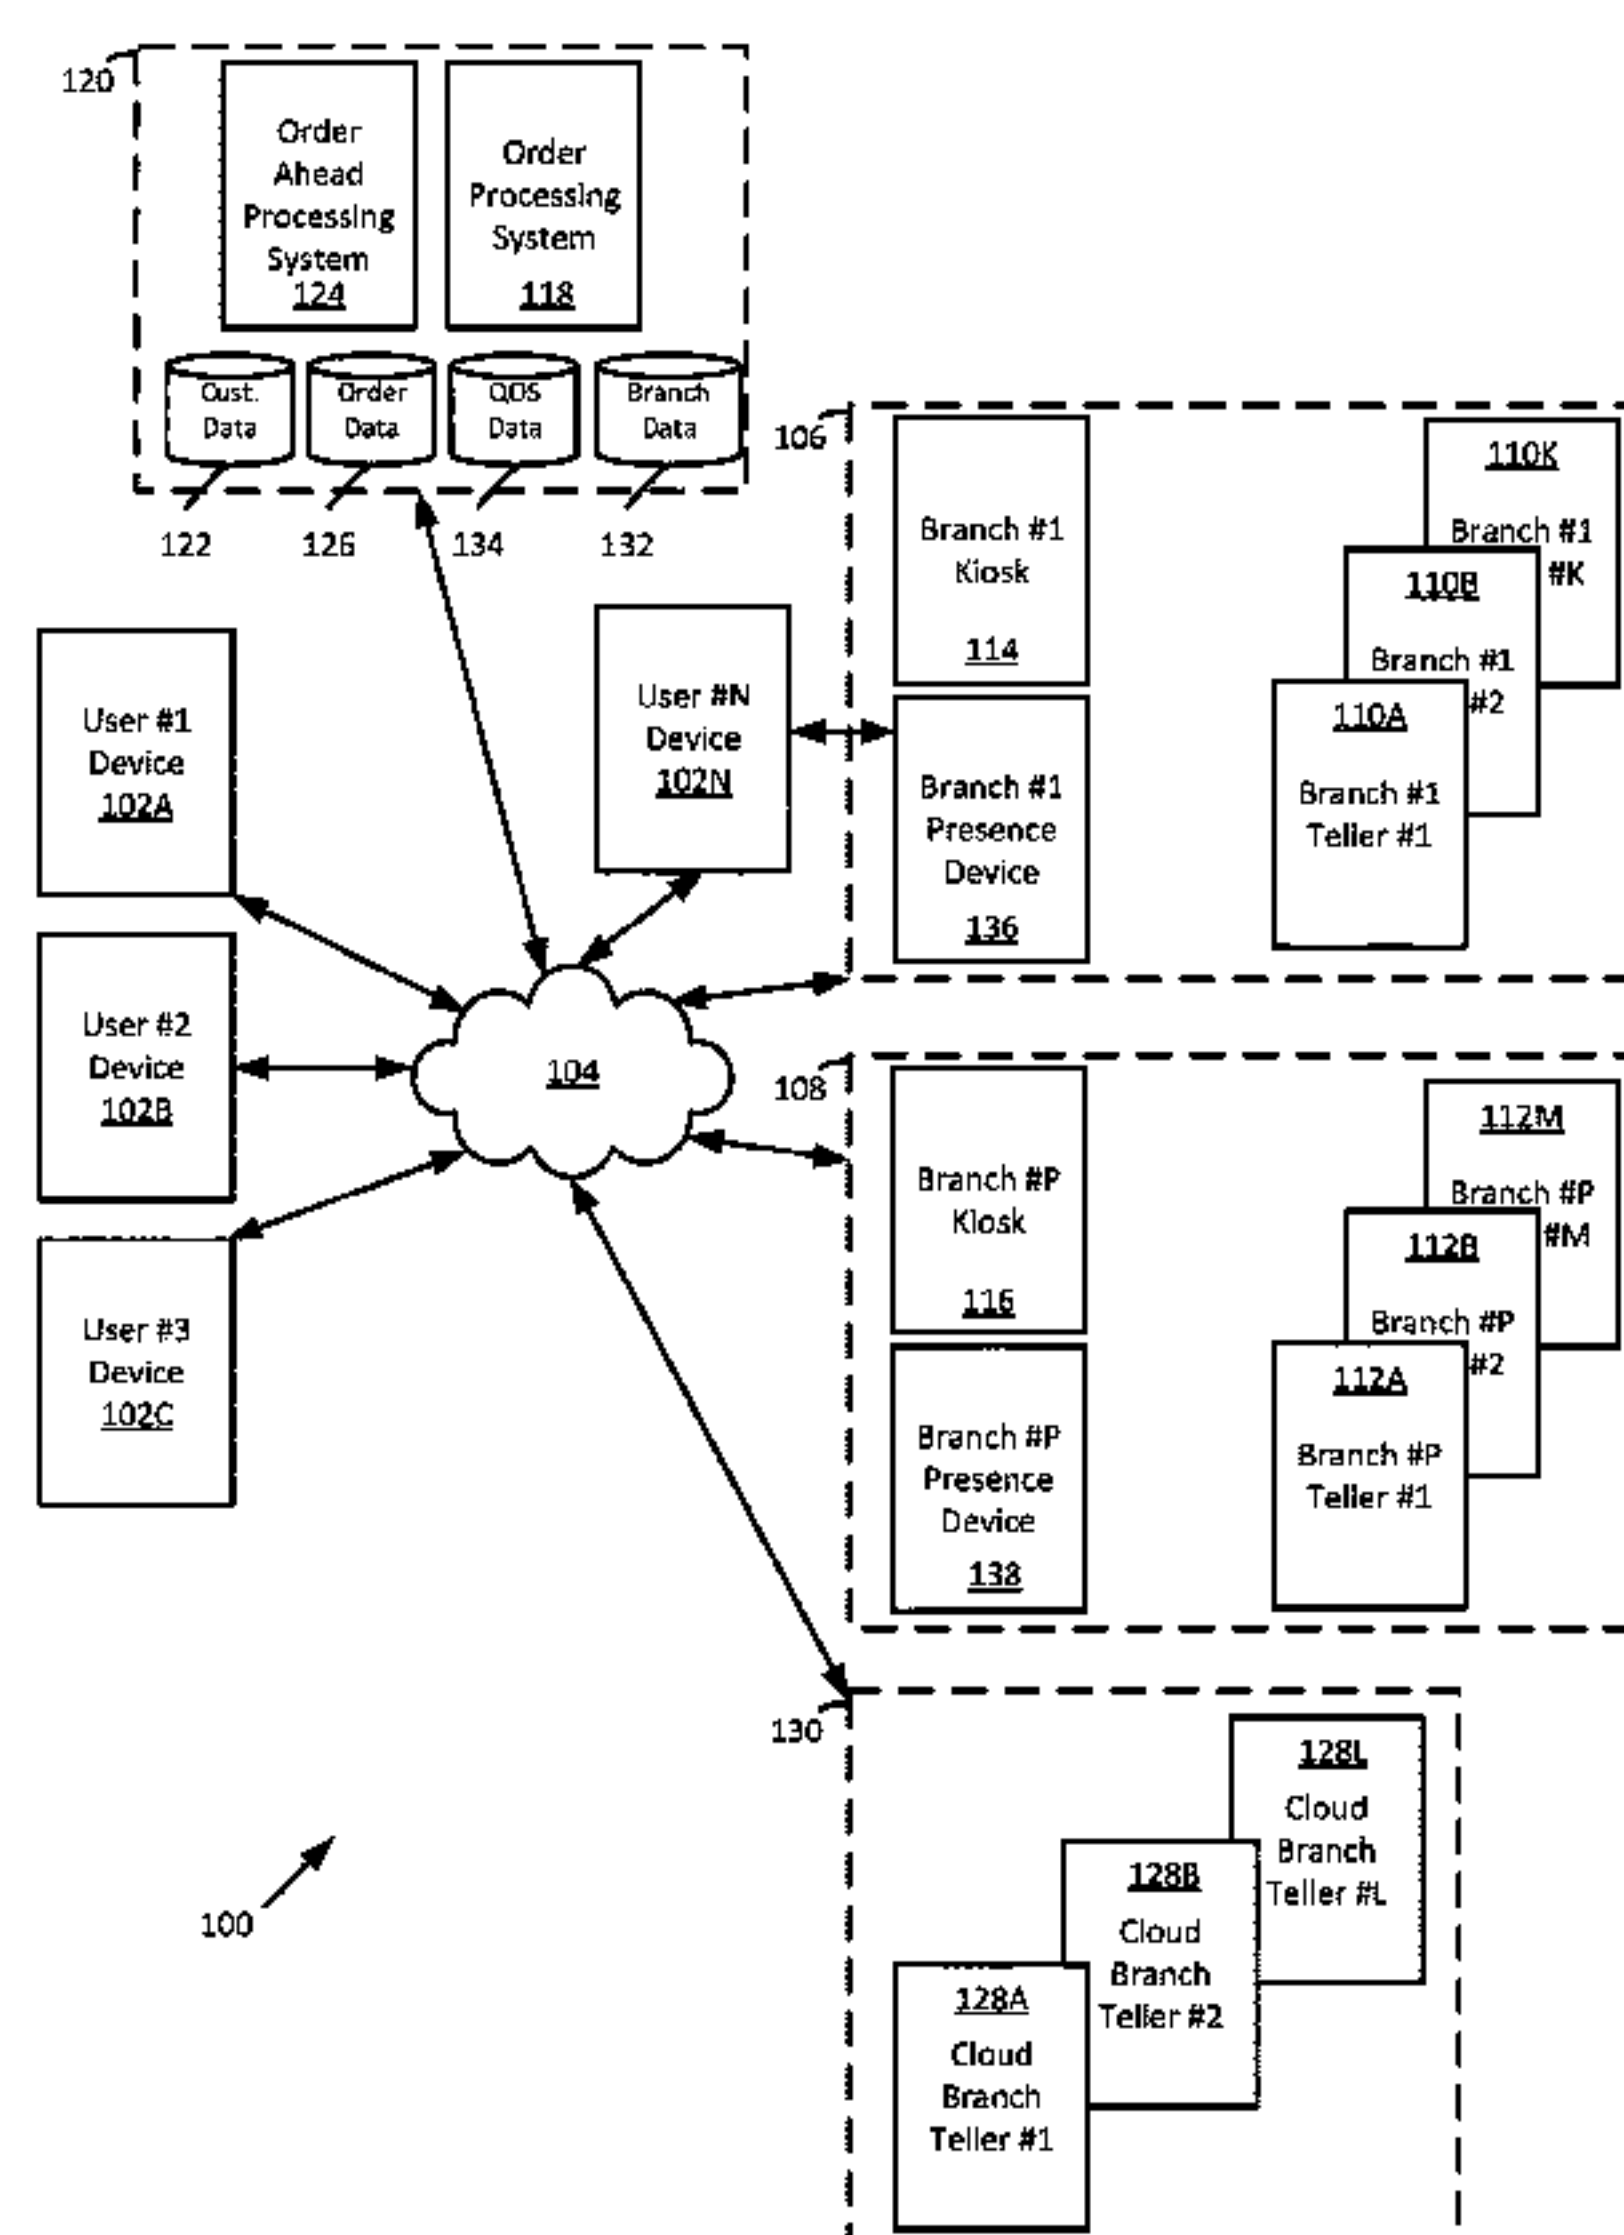 120
Order
Ahead
Processing
System
124
Order
Processing
System
118
Cust.
Data
Order
Data
QOS
Data
Branch
Data
122
126
134
132
106
Branch #1
Kiosk
114
110K
Branch #1
#K
110B
Branch #1
#2
110A
Branch #1
Teller #1
User #1
Device
102A
User #N
Device
102N
Branch #1
Presence
Device
136
User #2
Device
102B
104
108
Branch #P
Kiosk
116
112M
Branch #P
#M
112B
Branch #P
#2
112A
Branch #P
Teller #1
User #3
Device
102C
Branch #P
Presence
Device
138
130
128L
Cloud
Branch
Teller #L
128B
Cloud
Branch
Teller #2
128A
Cloud
Branch
Teller #1
100